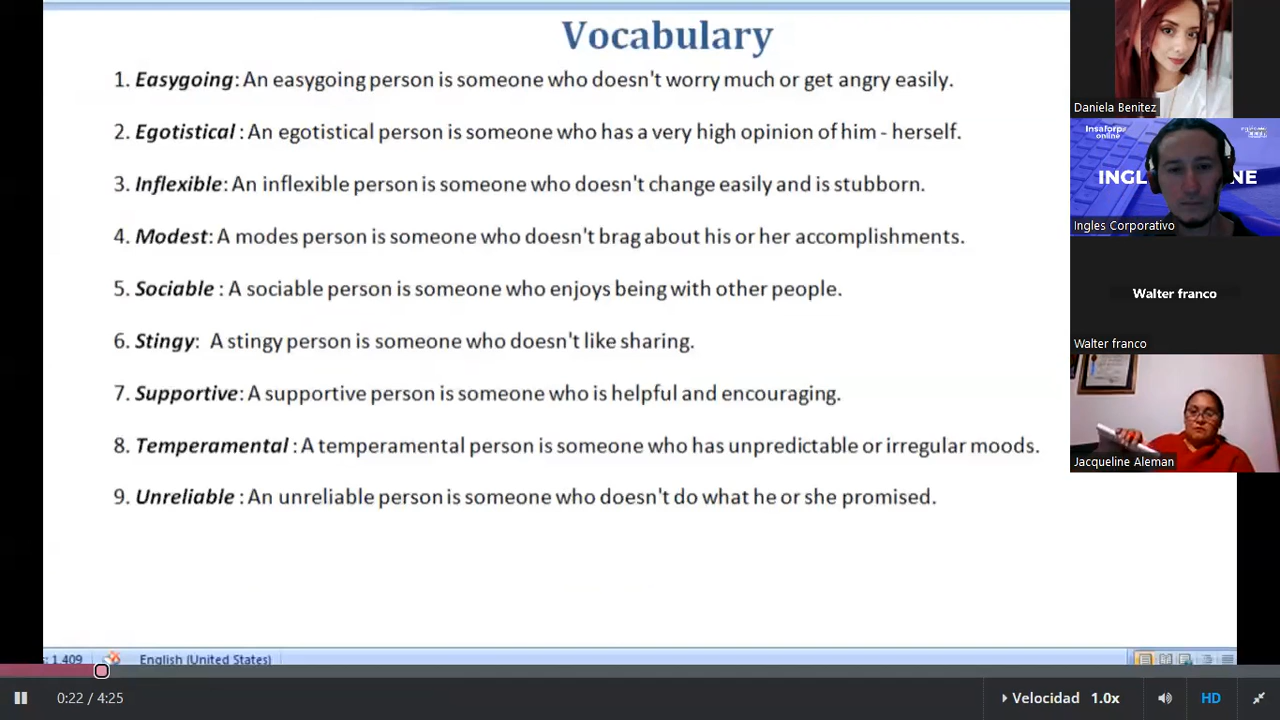 Vocabulary
1. Easygoing: An easygoing person is someone who doesn't worry much or get angry easily.
2. Egotistical : An egotistical person is someone who has a very high opinion of him - herself.
3. Inflexible: An inflexible person is someone who doesn't change easily and is stubborn.
4. Modest: A modes person is someone who doesn't brag about his or her accomplishments.
5. Sociable : A sociable person is someone who enjoys being with other people.
6. Stingy: A stingy person is someone who doesn't like sharing.
7. Supportive: A supportive person is someone who is helpful and encouraging.
8. Temperamental : A temperamental person is someone who has unpredictable or irregular moods.
9. Unreliable : An unreliable person is someone who doesn't do what he or she promised.
Daniela Benitez
Insaforp online
INGL NE
Ingles Corporativo
Walter franco
Walter franco
Jacqueline Aleman
: 1,409 English (United States)
0:22 / 4:25 Velocidad 1.0x HD